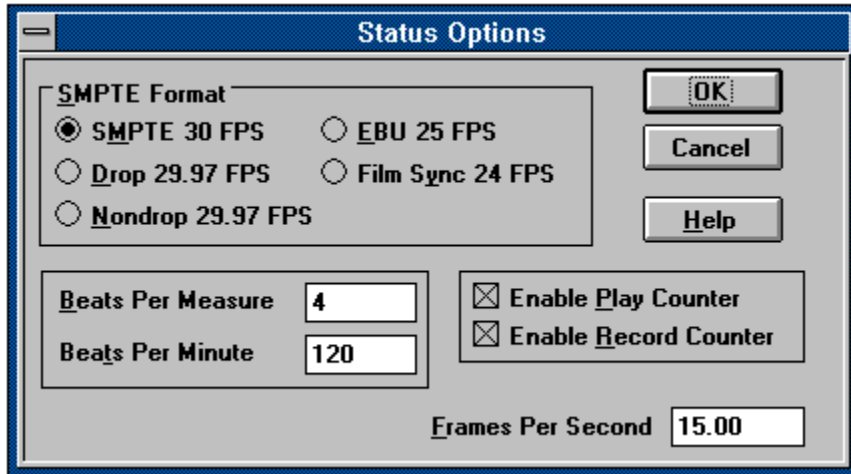 Status Options
SMPTE Format
SMPTE 30 FPS
EBU 25 FPS
Drop 29.97 FPS
Film Sync 24 FPS
Nondrop 29.97 FPS
OK
Cancel
Help
Beats Per Measure 4
Beats Per Minute 120
Enable Play Counter
Enable Record Counter
Frames Per Second 15.00